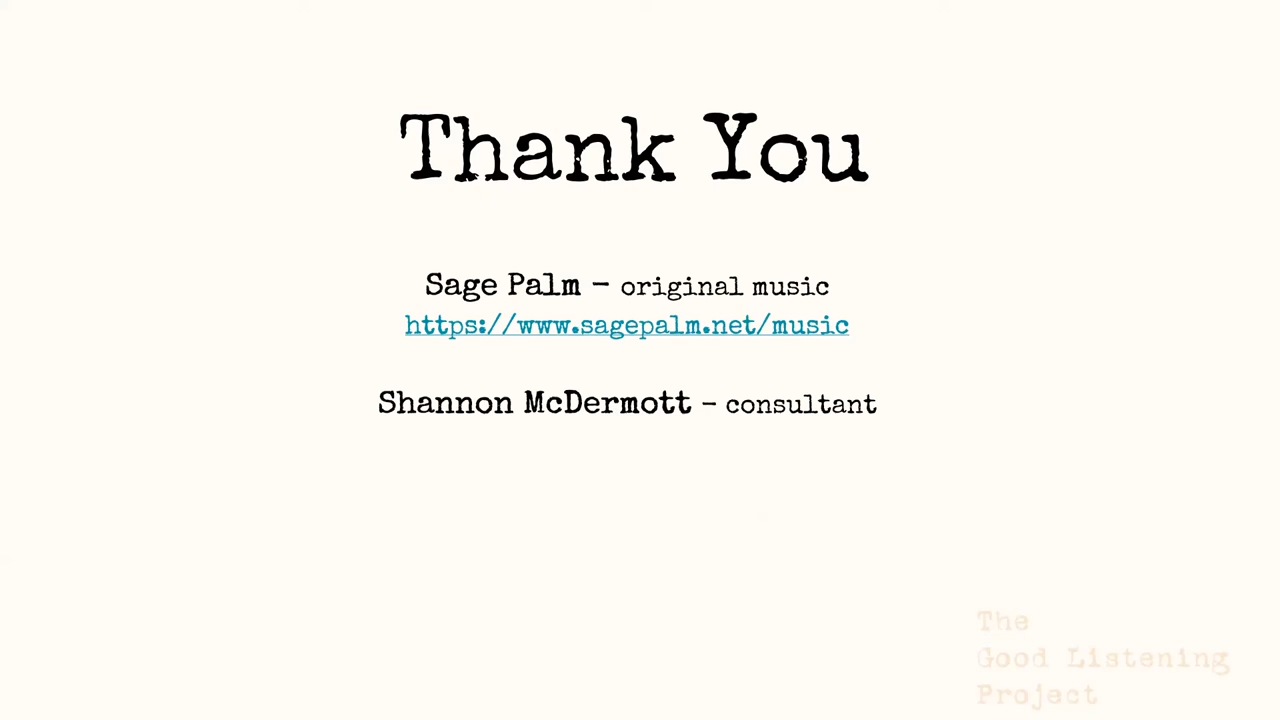 Thank You
Sage Palm – original music
https://www.sagepalm.net/music
Shannon McDermott – consultant
The
Good Listening
Project